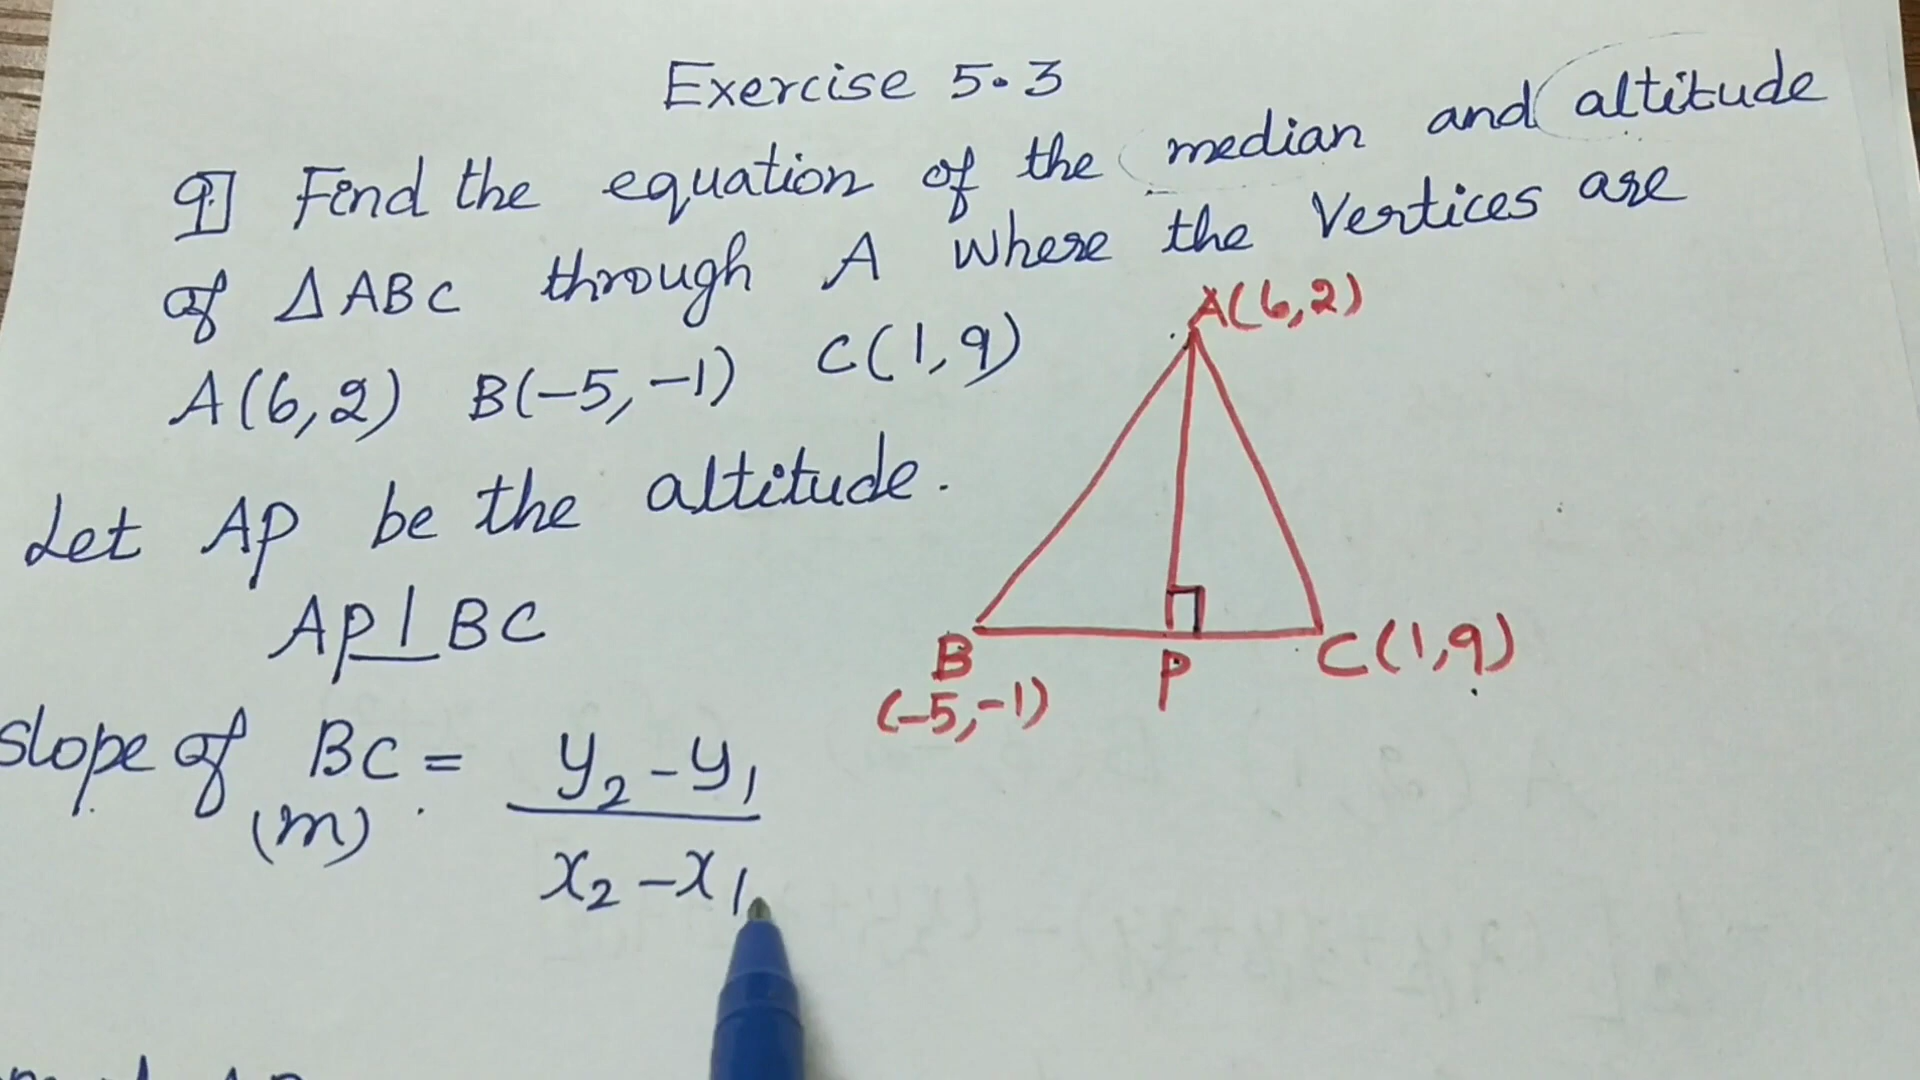 Exercise 5.3
9] Find the equation of the median and altitude
of △ABC through A where the Vertices are
A(6,2) B(-5,-1) C(1,9)
A(6,2)
Let AP be the altitude.
AP⊥BC
B
(-5,-1)
P
C(1,9)
Slope of BC = y₂-y₁
(m)
x₂-x₁